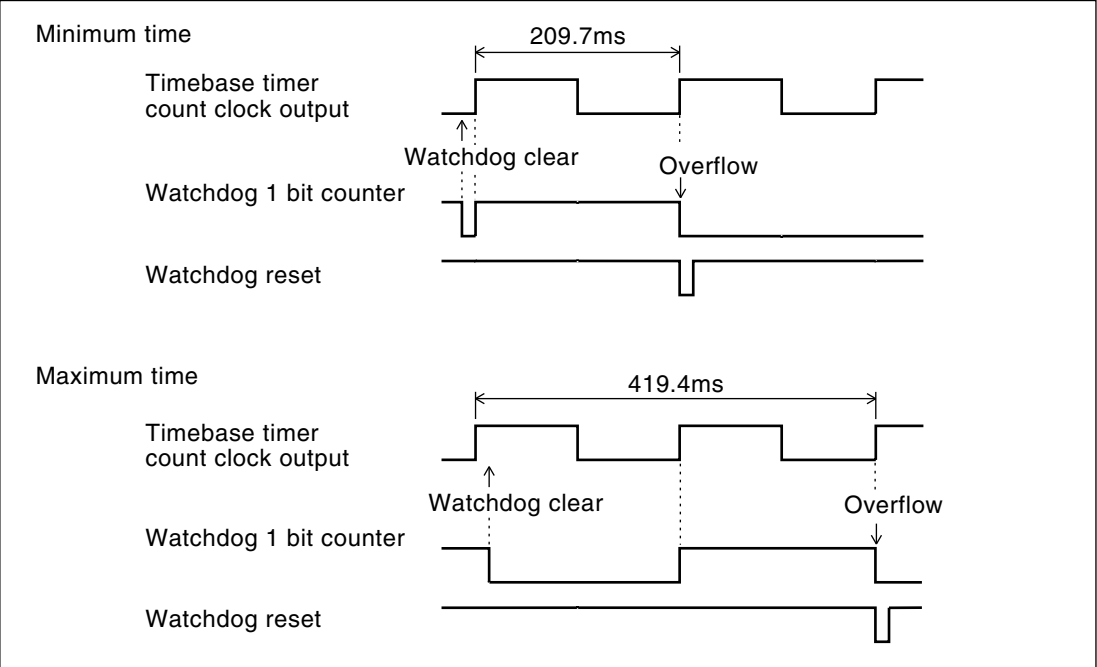 Minimum time
209.7ms
Timebase timer
count clock output
Watchdog clear
Overflow
Watchdog 1 bit counter
Watchdog reset
Maximum time
419.4ms
Timebase timer
count clock output
Watchdog clear
Overflow
Watchdog 1 bit counter
Watchdog reset